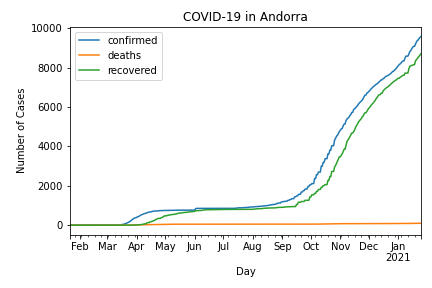 COVID-19 in Andorra
10000
8000
6000
4000
2000
0
Number of Cases
confirmed
deaths
recovered
Feb Mar Apr May Jun Jul Aug Sep Oct Nov Dec Jan
2021
Day